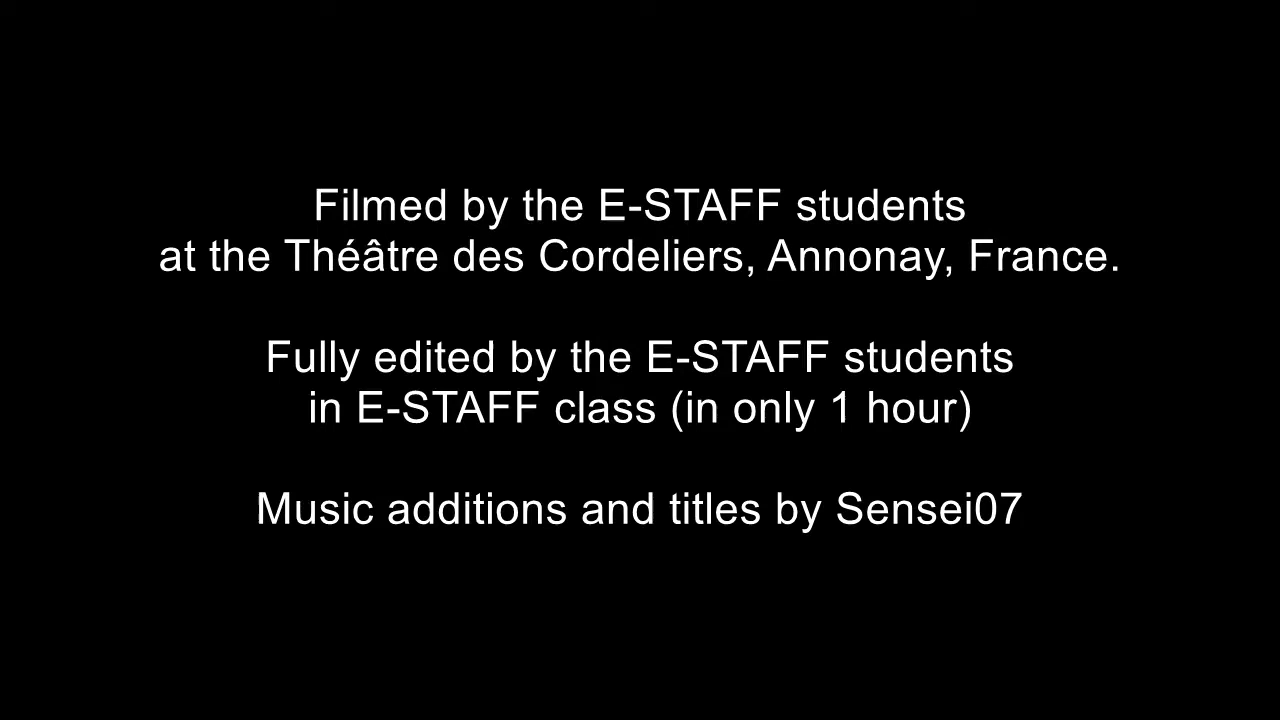 Filmed by the E-STAFF students
at the Théâtre des Cordeliers, Annonay, France.
Fully edited by the E-STAFF students
in E-STAFF class (in only 1 hour)
Music additions and titles by Sensei07